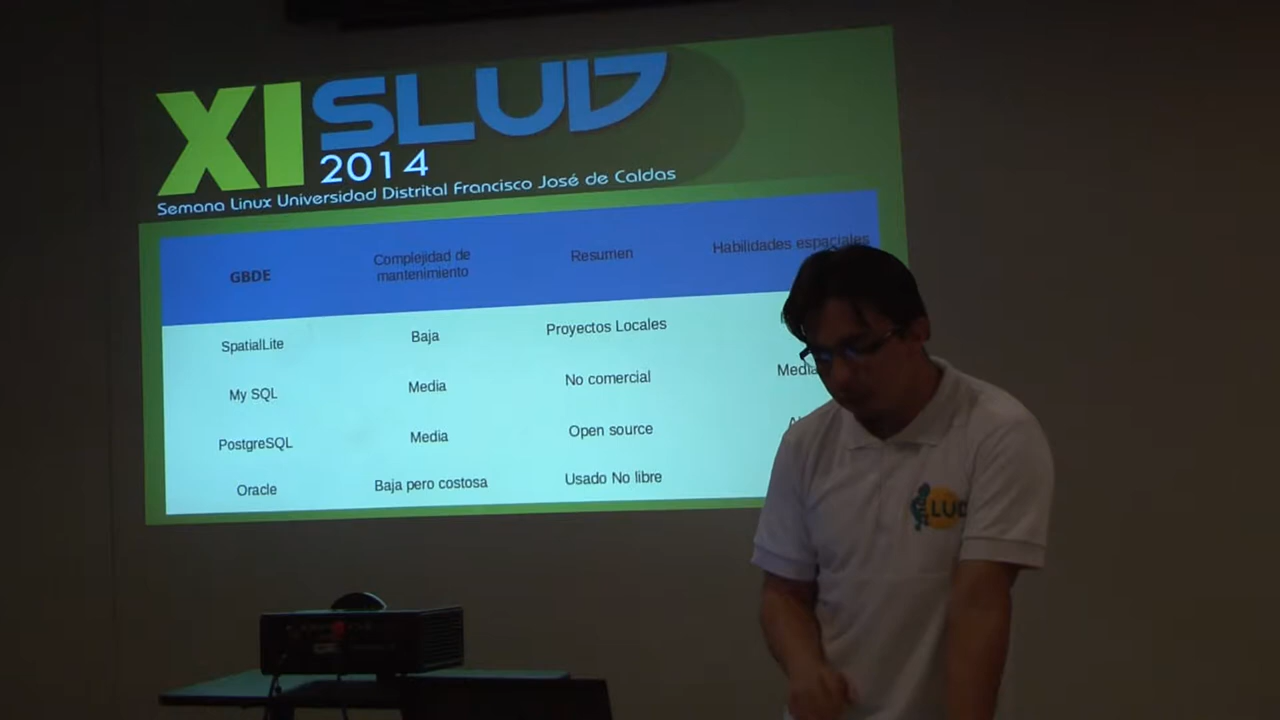 XI SLUD
2014
Semana Linux Universidad Distrital Francisco José de Caldas
GBDE Complejidad de mantenimiento Resumen Habilidades espaciales
SpatialLite Baja Proyectos Locales
My SQL Media No comercial Media
PostgreSQL Media Open source
Oracle Baja pero costosa Usado No libre
LUD